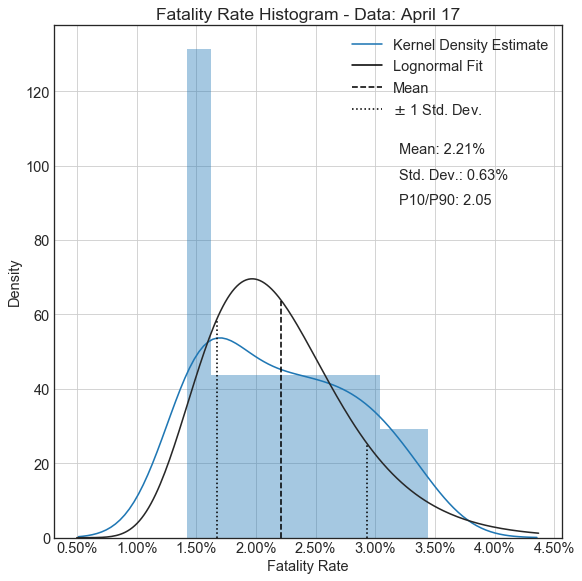 Fatality Rate Histogram - Data: April 17
Kernel Density Estimate
Lognormal Fit
Mean
± 1 Std. Dev.
Mean: 2.21%
Std. Dev.: 0.63%
P10/P90: 2.05
Density
120
100
80
60
40
20
0
0.50% 1.00% 1.50% 2.00% 2.50% 3.00% 3.50% 4.00% 4.50%
Fatality Rate